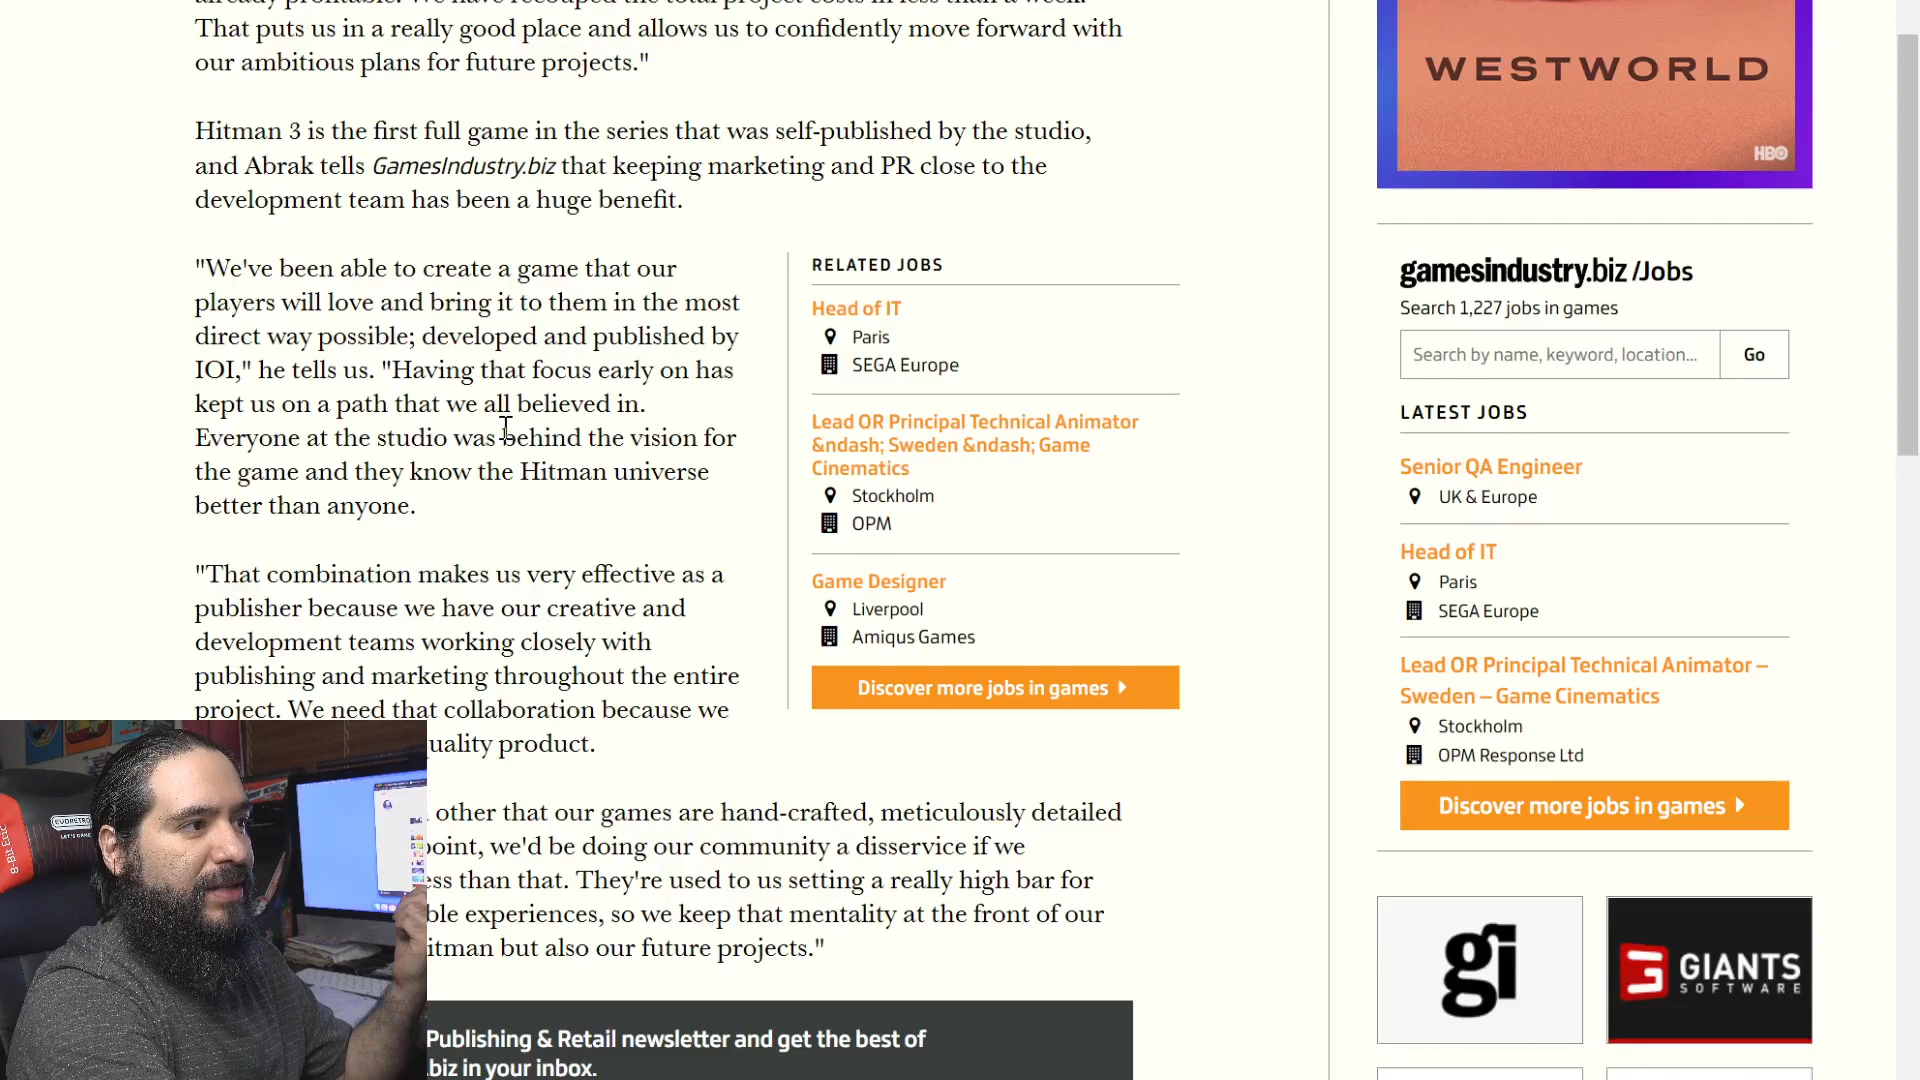 That puts us in a really good place and allows us to confidently move forward with
our ambitious plans for future projects."
Hitman 3 is the first full game in the series that was self-published by the studio,
and Abrak tells GamesIndustry.biz that keeping marketing and PR close to the
development team has been a huge benefit.
"We've been able to create a game that our
players will love and bring it to them in the most
direct way possible; developed and published by
IOI," he tells us. "Having that focus early on has
kept us on a path that we all believed in.
Everyone at the studio was behind the vision for
the game and they know the Hitman universe
better than anyone.
"That combination makes us very effective as a
publisher because we have our creative and
development teams working closely with
publishing and marketing throughout the entire
project. We need that collaboration because we
uality product.
other that our games are hand-crafted, meticulously detailed
point, we'd be doing our community a disservice if we
ess than that. They're used to us setting a really high bar for
ble experiences, so we keep that mentality at the front of our
itman but also our future projects."
Publishing & Retail newsletter and get the best of
.biz in your inbox.
RELATED JOBS
Head of IT
Paris
SEGA Europe
Lead OR Principal Technical Animator
&ndash; Sweden &ndash; Game
Cinematics
Stockholm
OPM
Game Designer
Liverpool
Amiqus Games
Discover more jobs in games
WESTWORLD
HBO
gamesindustry.biz /Jobs
Search 1,227 jobs in games
Search by name, keyword, location...
Go
LATEST JOBS
Senior QA Engineer
UK & Europe
Head of IT
Paris
SEGA Europe
Lead OR Principal Technical Animator –
Sweden – Game Cinematics
Stockholm
OPM Response Ltd
Discover more jobs in games
gi
GIANTS
SOFTWARE
EVORETRO
8-Bit Eric